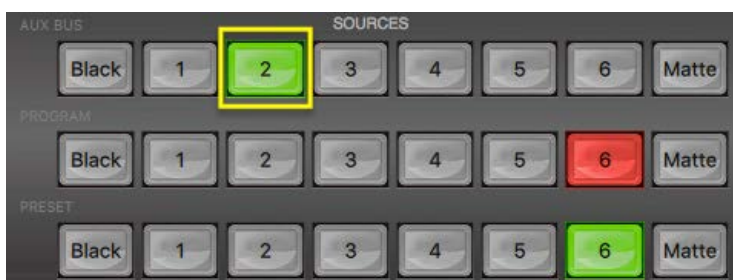 AUX BUS SOURCES
Black 1 2 3 4 5 6 Matte
PROGRAM
Black 1 2 3 4 5 6 Matte
PRESET
Black 1 2 3 4 5 6 Matte